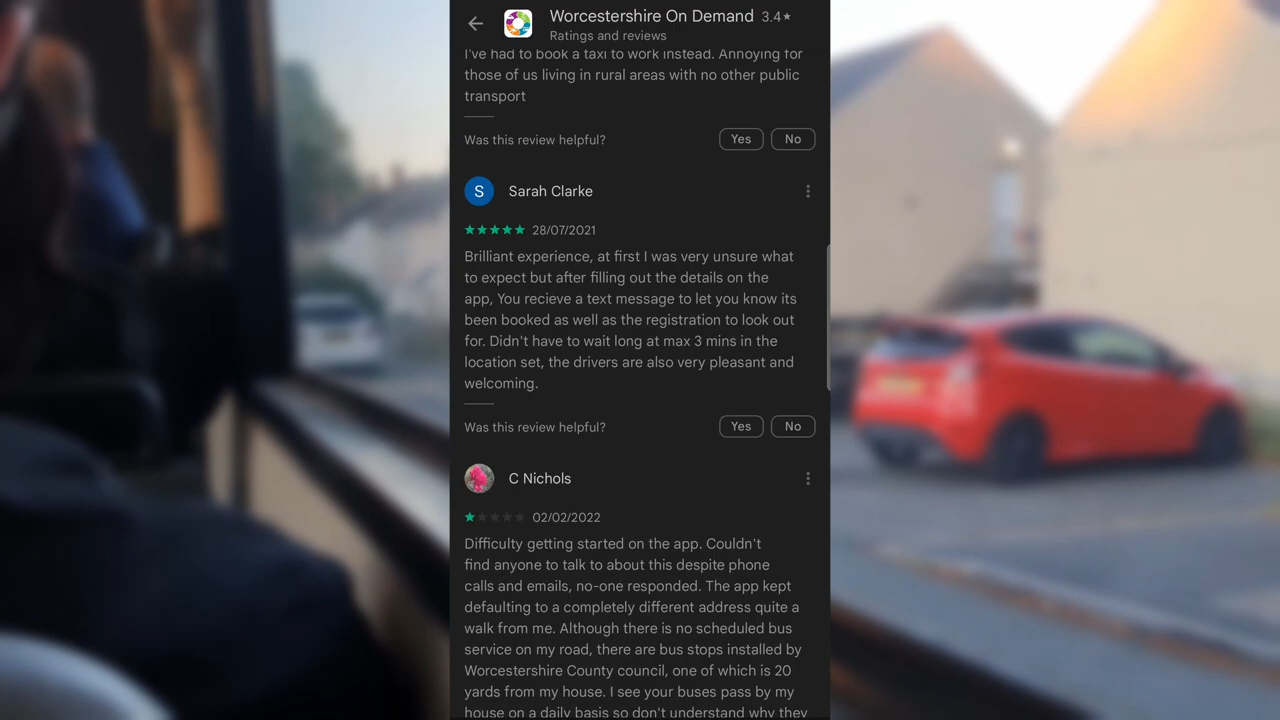 Worcestershire On Demand 3.4★
Ratings and reviews
I've had to book a taxi to work instead. Annoying for
those of us living in rural areas with no other public
transport
Was this review helpful? Yes No
S Sarah Clarke
28/07/2021
Brilliant experience, at first I was very unsure what
to expect but after filling out the details on the
app, You recieve a text message to let you know its
been booked as well as the registration to look out
for. Didn't have to wait long at max 3 mins in the
location set, the drivers are also very pleasant and
welcoming.
Was this review helpful? Yes No
C Nichols
02/02/2022
Difficulty getting started on the app. Couldn't
find anyone to talk to about this despite phone
calls and emails, no-one responded. The app kept
defaulting to a completely different address quite a
walk from me. Although there is no scheduled bus
service on my road, there are bus stops installed by
Worcestershire County council, one of which is 20
yards from my house. I see your buses pass by my
house on a daily basis so don't understand why they